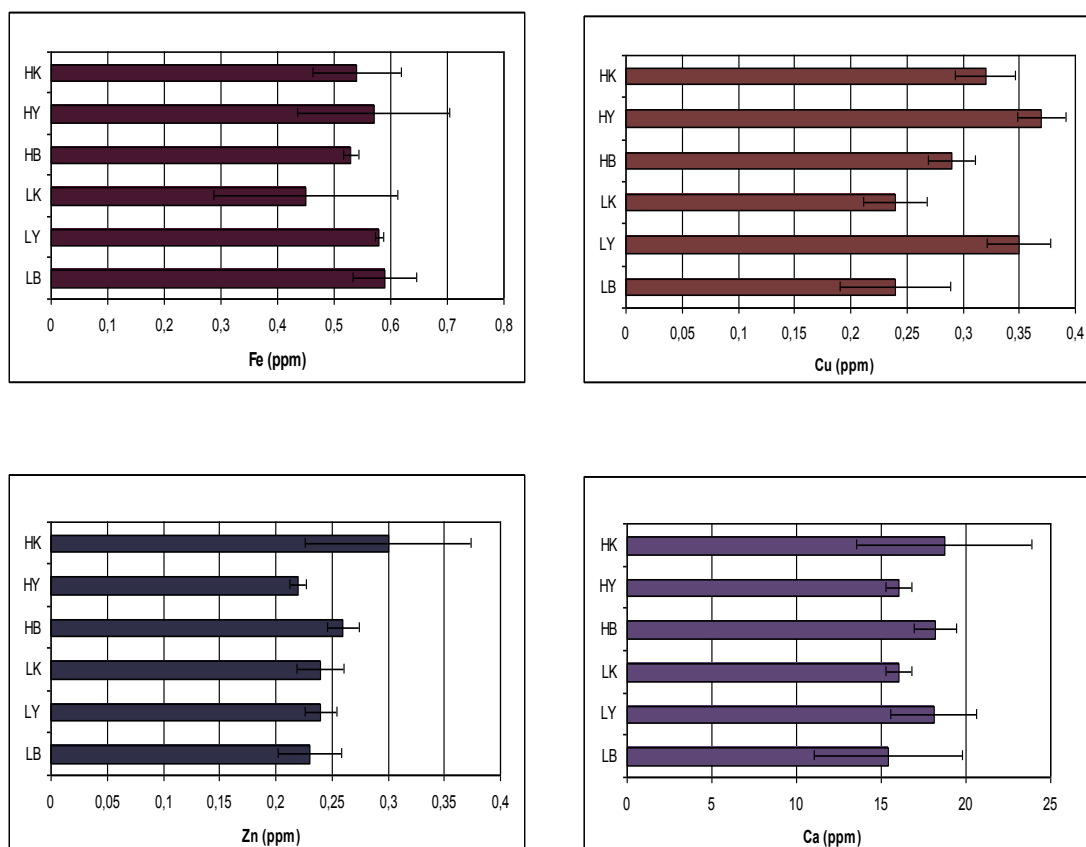 HK
HY
HB
LK
LY
LB
0 0,1 0,2 0,3 0,4 0,5 0,6 0,7 0,8
Fe (ppm)
HK
HY
HB
LK
LY
LB
0 0,05 0,1 0,15 0,2 0,25 0,3 0,35 0,4
Cu (ppm)
HK
HY
HB
LK
LY
LB
0 0,05 0,1 0,15 0,2 0,25 0,3 0,35 0,4
Zn (ppm)
HK
HY
HB
LK
LY
LB
0 5 10 15 20 25
Ca (ppm)